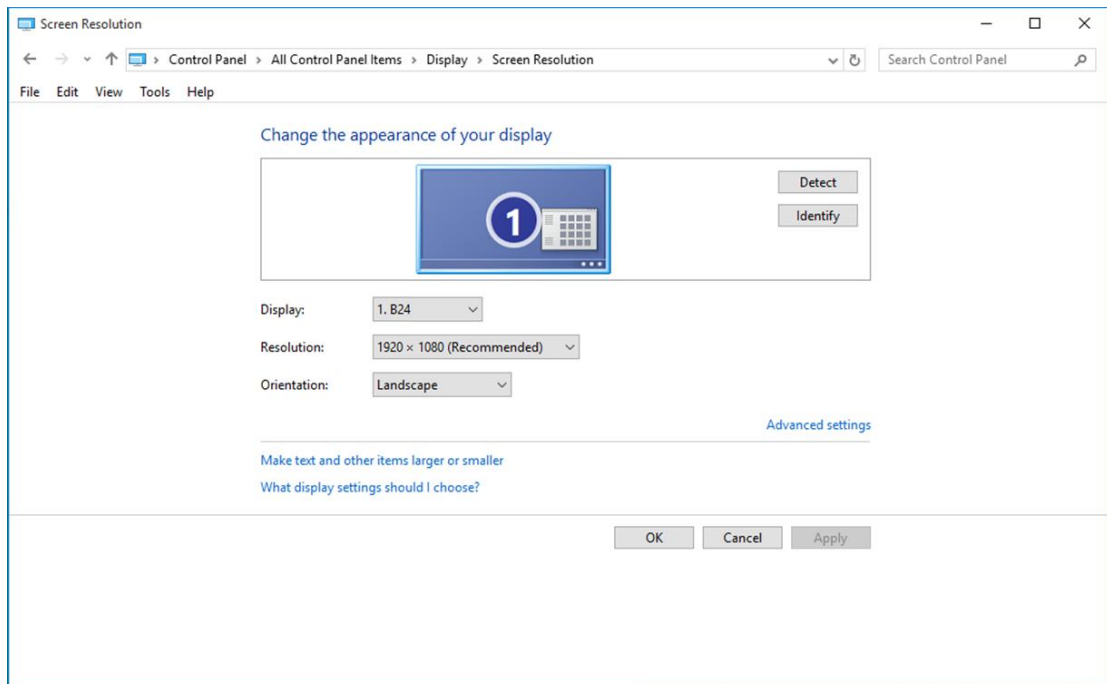 Screen Resolution
Control Panel > All Control Panel Items > Display > Screen Resolution
Search Control Panel
File Edit View Tools Help
Change the appearance of your display
1
Detect
Identify
Display: 1. B24
Resolution: 1920 × 1080 (Recommended)
Orientation: Landscape
Advanced settings
Make text and other items larger or smaller
What display settings should I choose?
OK Cancel Apply